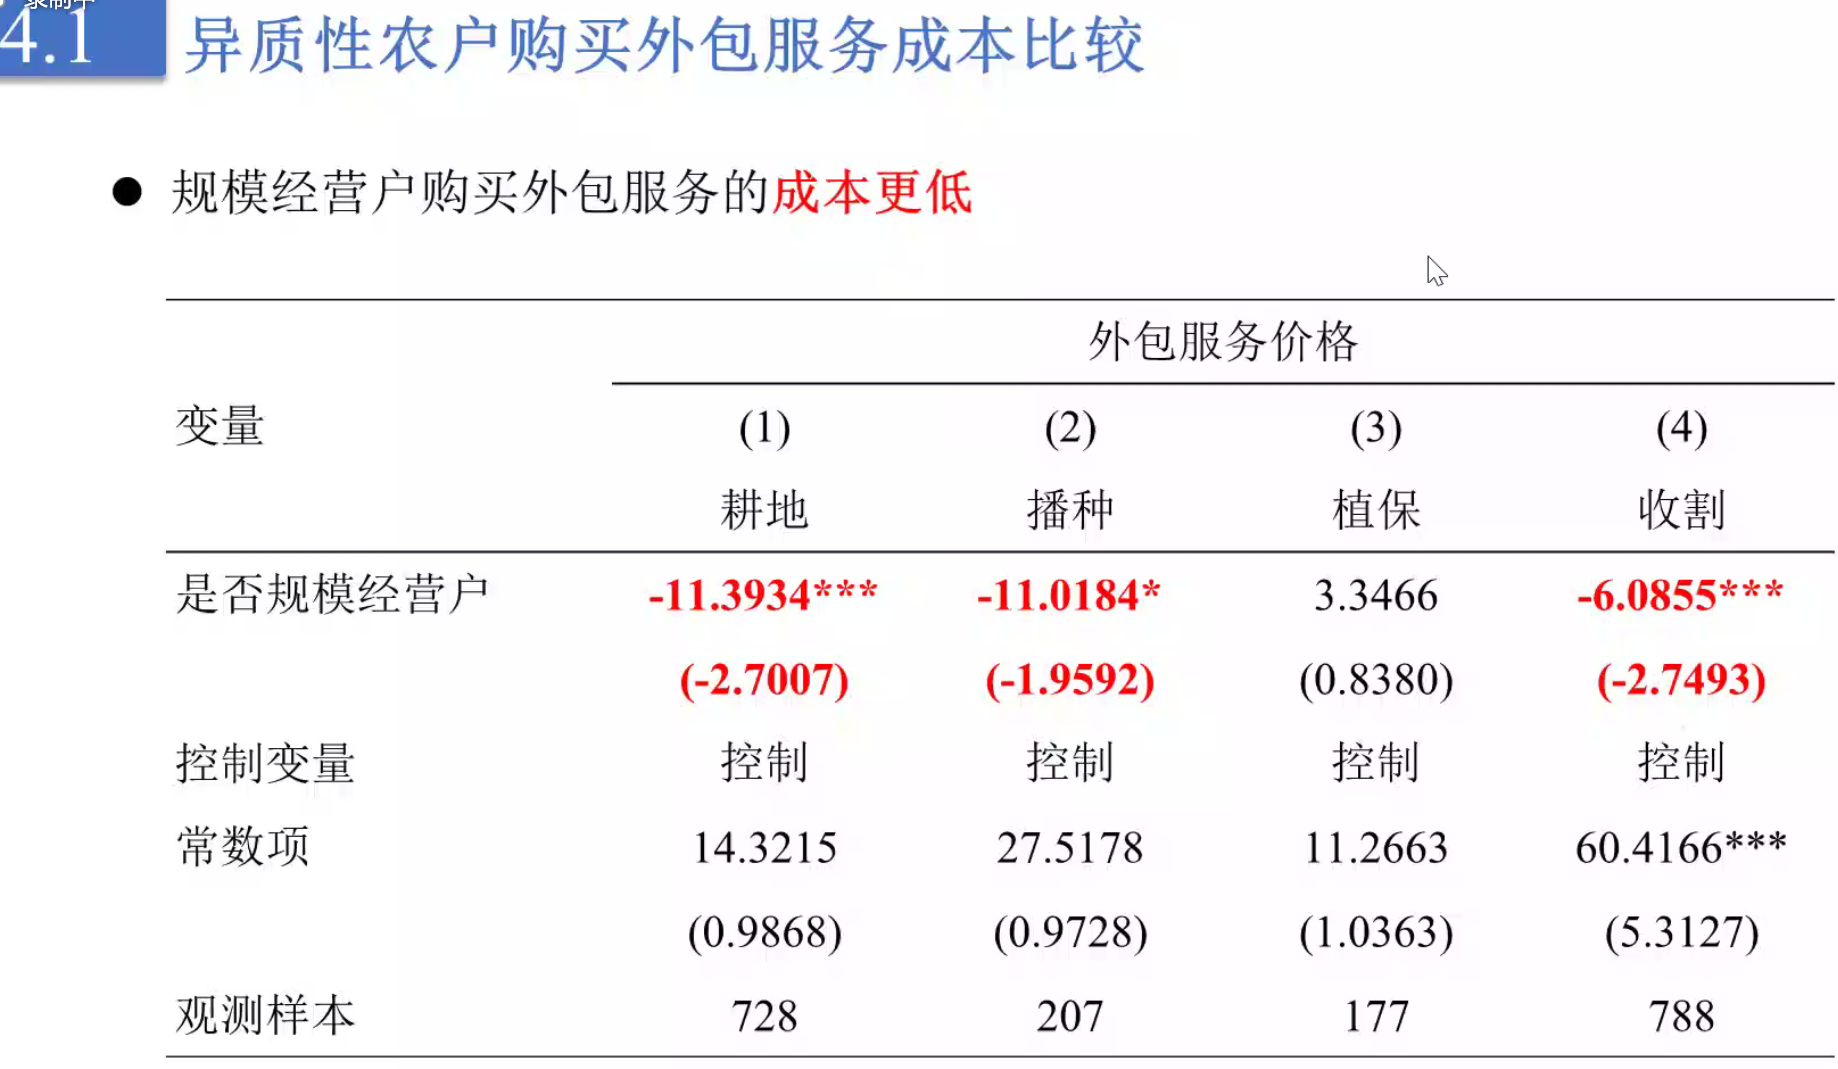 4.1 异质性农户购买外包服务成本比较
● 规模经营户购买外包服务的成本更低
外包服务价格
变量 (1) (2) (3) (4)
耕地 播种 植保 收割
是否规模经营户 -11.3934*** -11.0184* 3.3466 -6.0855***
(-2.7007) (-1.9592) (0.8380) (-2.7493)
控制变量 控制 控制 控制 控制
常数项 14.3215 27.5178 11.2663 60.4166***
(0.9868) (0.9728) (1.0363) (5.3127)
观测样本 728 207 177 788